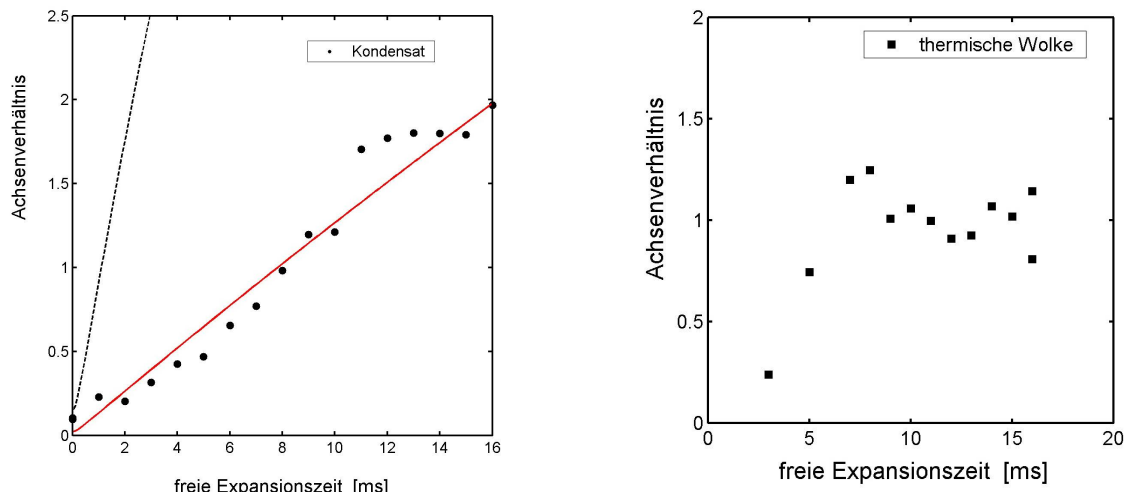 2.5
2
1.5
1
0.5
0
0 2 4 6 8 10 12 14 16
Achsenverhältnis
Kondensat
freie Expansionszeit [ms]
2
1.5
1
0.5
0
0 5 10 15 20
Achsenverhältnis
thermische Wolke
freie Expansionszeit [ms]